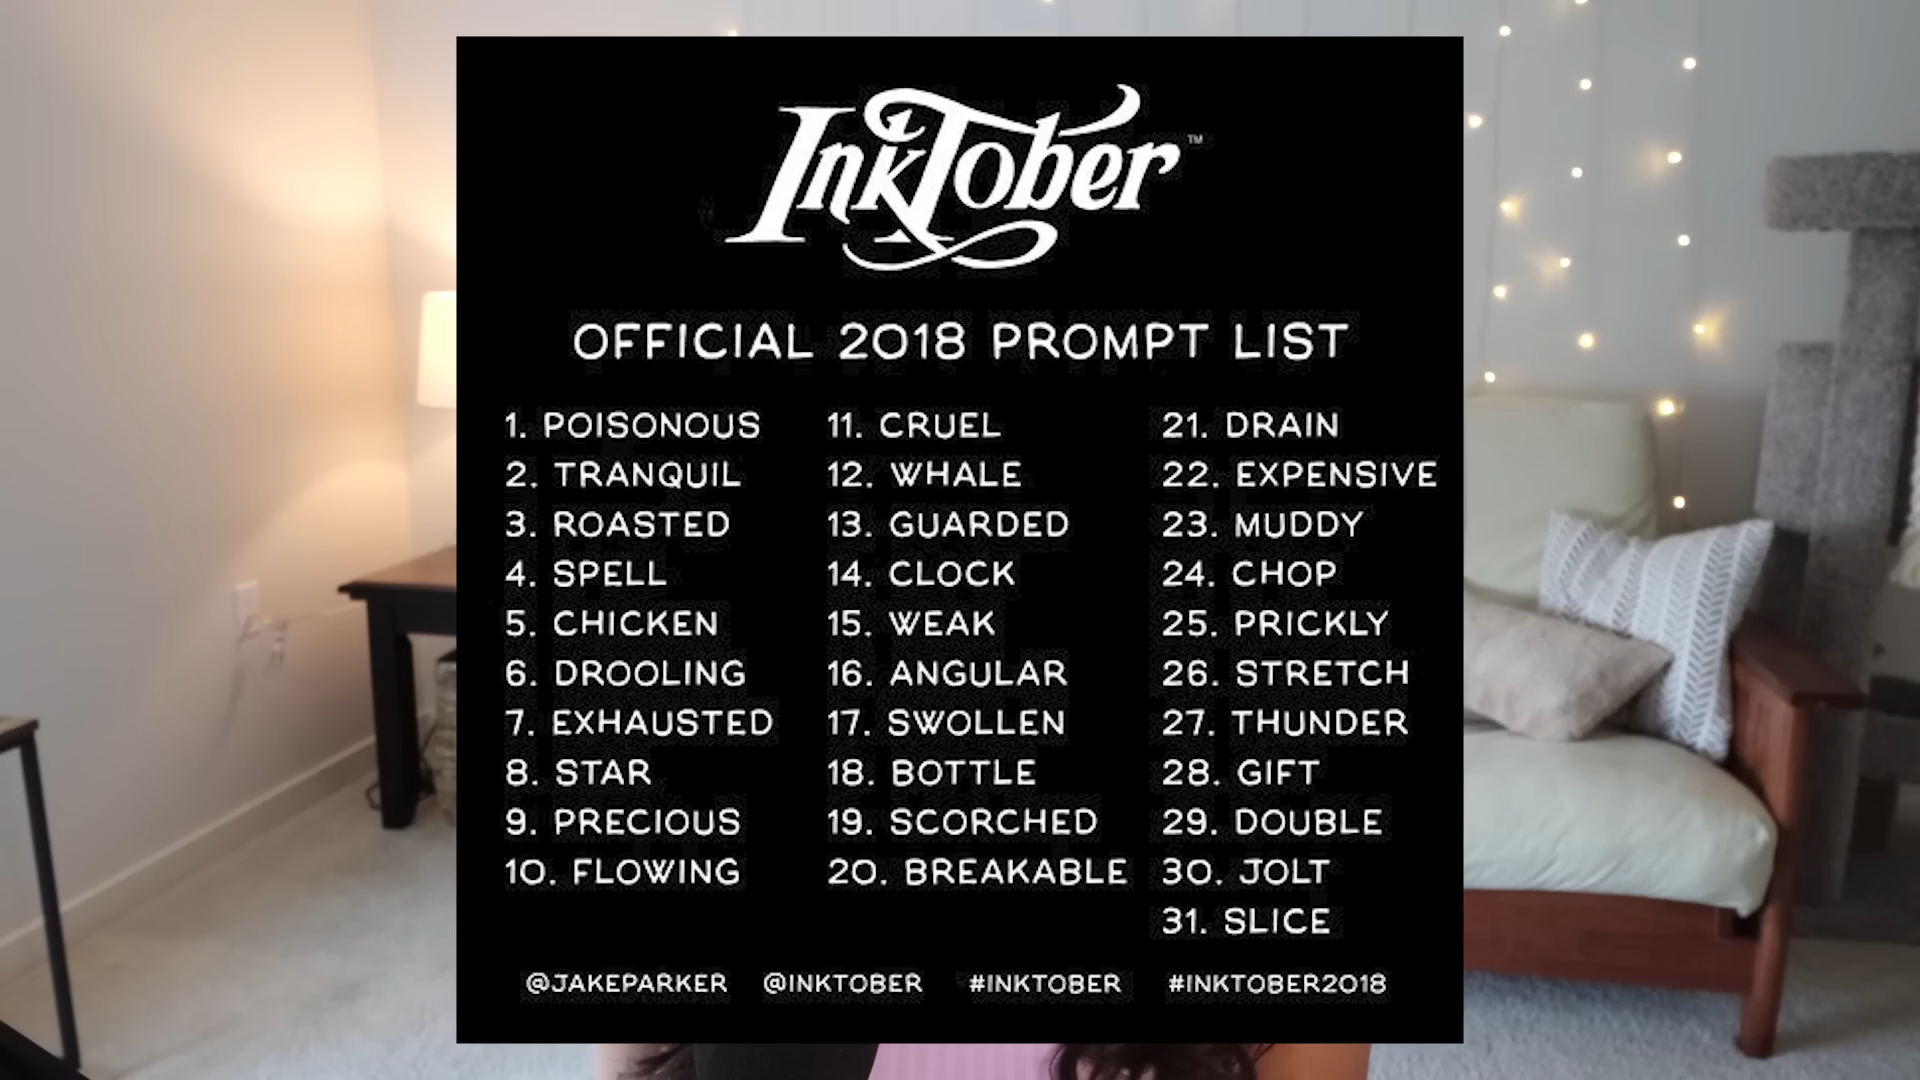 InkTober™
OFFICIAL 2018 PROMPT LIST
1. POISONOUS
2. TRANQUIL
3. ROASTED
4. SPELL
5. CHICKEN
6. DROOLING
7. EXHAUSTED
8. STAR
9. PRECIOUS
10. FLOWING
11. CRUEL
12. WHALE
13. GUARDED
14. CLOCK
15. WEAK
16. ANGULAR
17. SWOLLEN
18. BOTTLE
19. SCORCHED
20. BREAKABLE
21. DRAIN
22. EXPENSIVE
23. MUDDY
24. CHOP
25. PRICKLY
26. STRETCH
27. THUNDER
28. GIFT
29. DOUBLE
30. JOLT
31. SLICE
@JAKEPARKER @INKTOBER #INKTOBER #INKTOBER2018